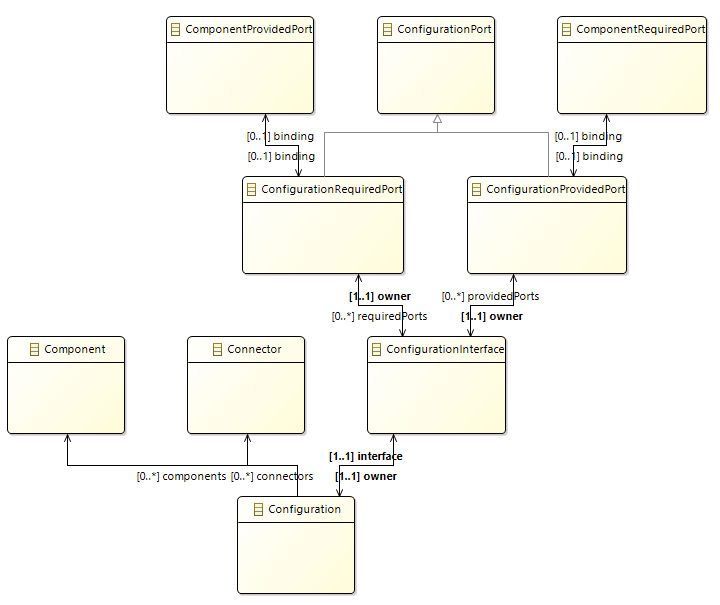 ComponentProvidedPort
ConfigurationPort
ComponentRequiredPort
[0..1] binding
[0..1] binding
[0..1] binding
[0..1] binding
ConfigurationRequiredPort
ConfigurationProvidedPort
[1..1] owner
[0..*] providedPorts
[0..*] requiredPorts
[1..1] owner
Component
Connector
ConfigurationInterface
[1..1] interface
[0..*] components
[0..*] connectors
[1..1] owner
Configuration